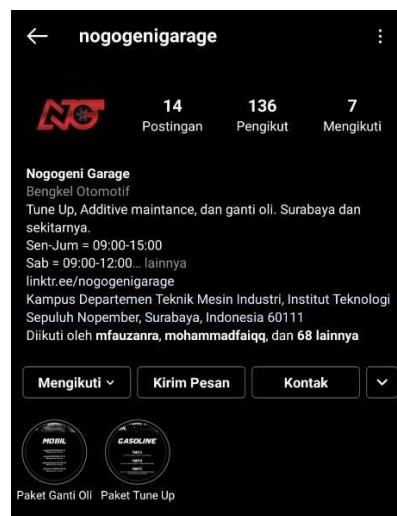 nogogenigarage
NG
14 136 7
Postingan Pengikut Mengikuti
Nogogeni Garage
Bengkel Otomotif
Tune Up, Additive maintance, dan ganti oli. Surabaya dan
sekitarnya.
Sen-Jum = 09:00-15:00
Sab = 09:00-12:00... lainnya
linktr.ee/nogogenigarage
Kampus Departemen Teknik Mesin Industri, Institut Teknologi
Sepuluh Nopember, Surabaya, Indonesia 60111
Diikuti oleh mfauzanra, mohammadfaiqq, dan 68 lainnya
Mengikuti Kirim Pesan Kontak
MOBIL GASOLINE
Paket Ganti Oli Paket Tune Up